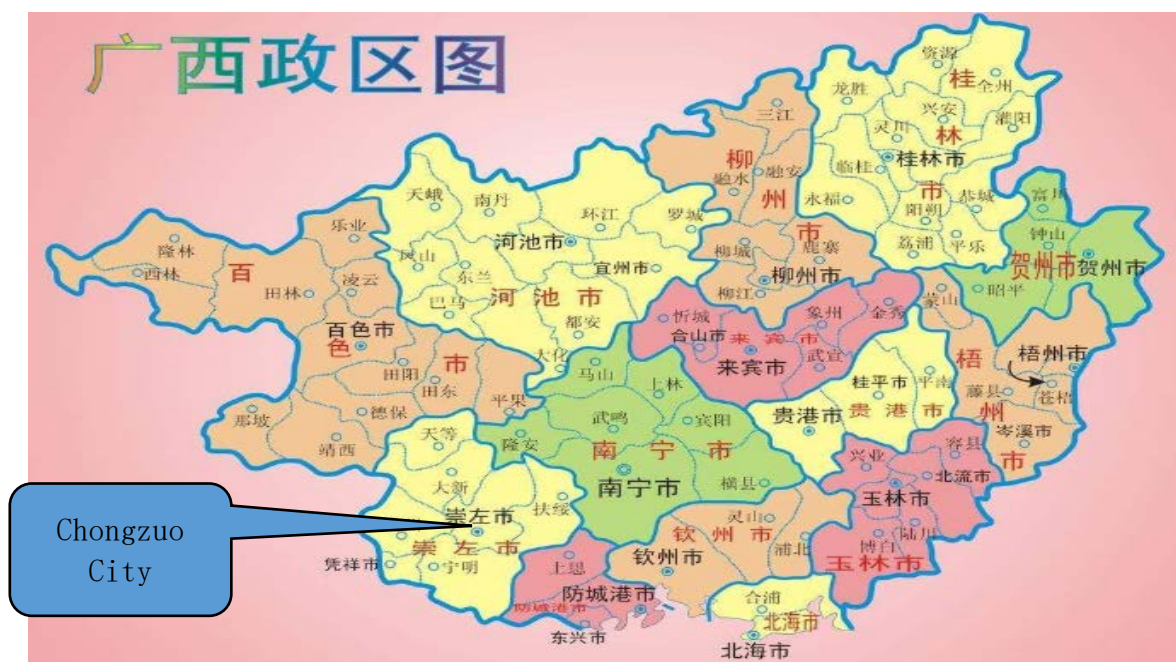 广西政区图
资源
桂
全州
龙胜
三江
兴安
灌阳
灵川
林
柳
桂林市
融水
融安
临桂
市
恭城
富川
天峨
南丹
环江
罗城
州
永福
阳朔
乐业
钟山
隆林
凤山
河池市
市
荔浦
平乐
贺州市
贺州市
西林
百
东兰
宜州市
柳城
鹿寨
凌云
田林
巴马
河池市
柳江
柳州市
昭平
蒙山
百色市
都安
忻城
象州
金秀
色
合山市
来宾市
梧
梧州市
市
大化
来宾市
武宣
田阳
马山
田东
上林
桂平市
平南
藤县
苍梧
那坡
德保
平果
武鸣
宾阳
贵港市
贵港市
州
靖西
天等
隆安
南宁市
容县
岑溪市
兴业
市
大新
南宁市
横县
北流市
玉林市
扶绥
崇左市
灵山
Chongzuo
City
崇左市
钦州市
陆川
浦北
博白
凭祥市
宁明
上思
钦州市
玉林市
防城港市
防城港市
合浦
北海市
东兴市
北海市